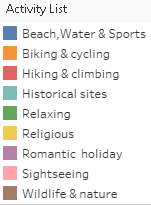 Activity List
Beach,Water & Sports
Biking & cycling
Hiking & climbing
Historical sites
Relaxing
Religious
Romantic holiday
Sightseeing
Wildlife & nature